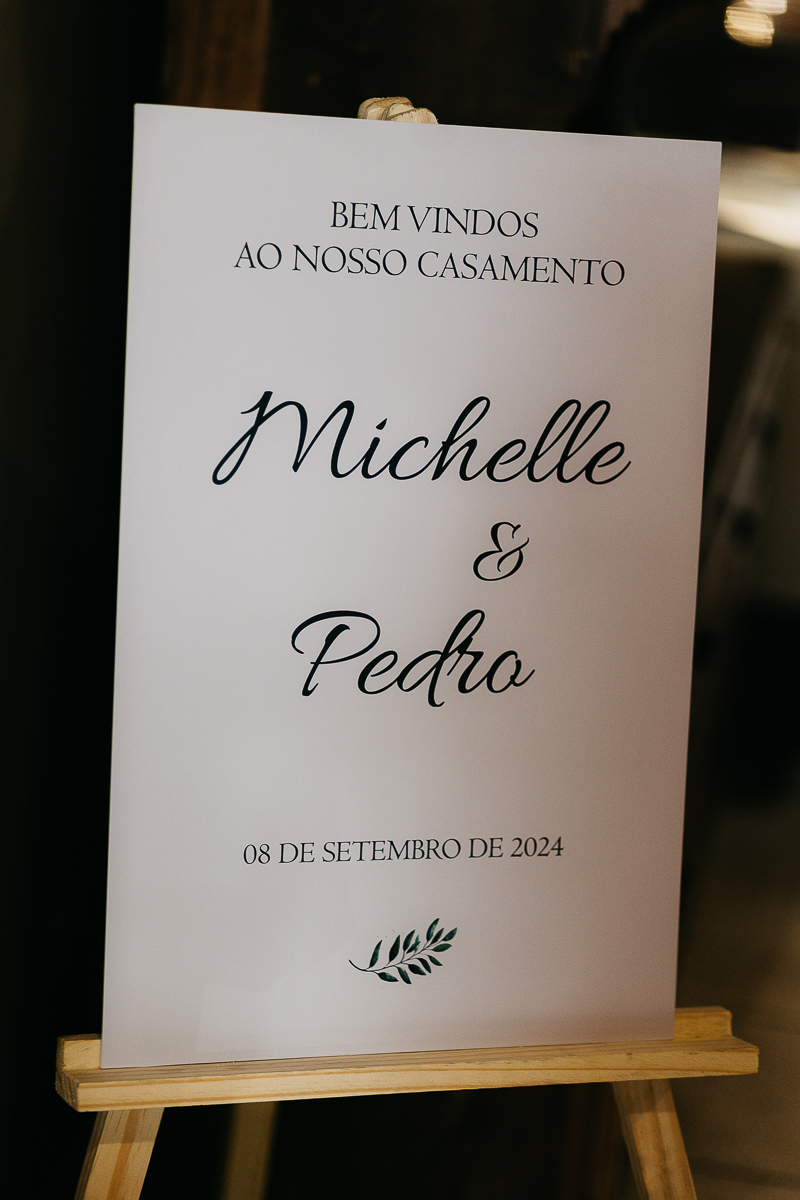 BEM VINDOS
AO NOSSO CASAMENTO
Michelle
&
Pedro
08 DE SETEMBRO DE 2024